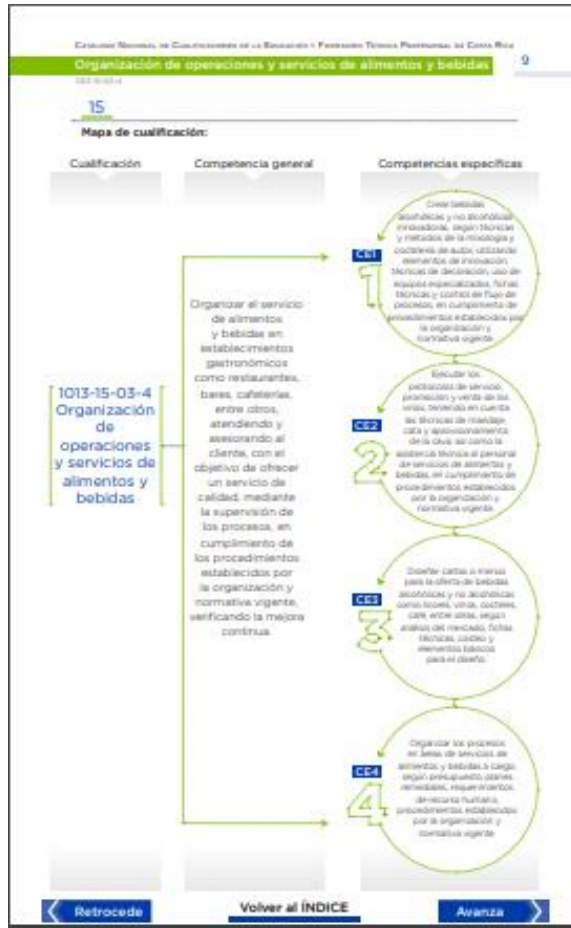 Catálogo Nacional de Cualificaciones de la Educación y Formación Técnica Profesional de Costa Rica
Organización de operaciones y servicios de alimentos y bebidas
9
15
Mapa de cualificación:
Cualificación
Competencia general
Competencias específicas
1013-15-03-4
Organización
de
operaciones
y servicios de
alimentos y
bebidas
Organizar el servicio
de alimentos
y bebidas en
establecimientos
gastronómicos
como restaurantes,
bares, cafeterías,
entre otros,
atendiendo y
asesorando al
cliente, con el
objetivo de ofrecer
un servicio de
calidad, mediante
la supervisión de
los procesos, en
cumplimiento de
los procedimientos
establecidos por
la organización y
normativa vigente,
verificando la mejora
continua.
CE1
1
Crear bebidas
alcohólicas y no alcohólicas
innovadoras, según técnicas
y métodos de la mixología y
coctelería de autor, utilizando
elementos de innovación,
técnicas de decoración, uso de
equipos especializados, fichas
técnicas y control de flujo de
procesos, en cumplimiento de
procedimientos establecidos por
la organización y
normativa vigente.
CE2
2
Ejecutar los
protocolos de servicio,
promoción y venta de los
vinos, teniendo en cuenta
las técnicas de maridaje,
cata y aprovisionamiento
de la cava, así como la
asistencia técnica al personal
de servicios de alimentos y
bebidas, en cumplimiento de
procedimientos establecidos
por la organización y
normativa vigente.
CE3
3
Diseñar cartas o menús
para la oferta de bebidas
alcohólicas y no alcohólicas
como licores, vinos, cocteles,
café, entre otras, según
análisis del mercado, fichas
técnicas, costeo y
elementos básicos
para el diseño.
CE4
4
Organizar los procesos
en áreas de servicios de
alimentos y bebidas a cargo,
según presupuesto, planes
remediales, requerimientos
de recurso humano,
procedimientos establecidos
por la organización y
normativa vigente
Retrocede
Volver al ÍNDICE
Avanza